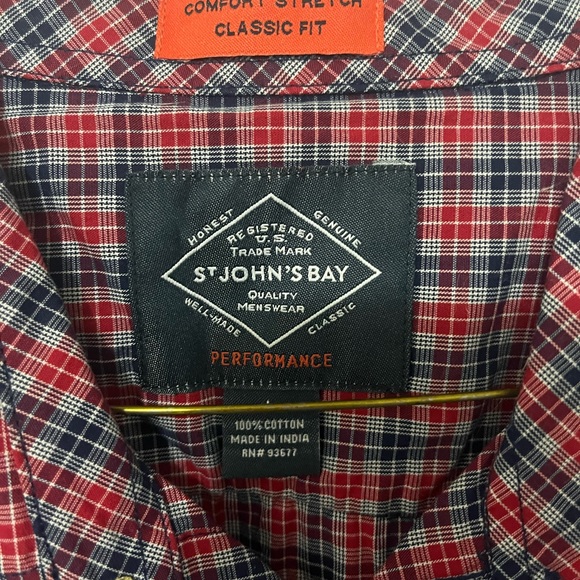 COMFORT STRETCH
CLASSIC FIT
HONEST
GENUINE
REGISTERED
U.S.
TRADE MARK
ST JOHN'S BAY
QUALITY
MENSWEAR
WELL-MADE
CLASSIC
PERFORMANCE
100% COTTON
MADE IN INDIA
RN# 93677